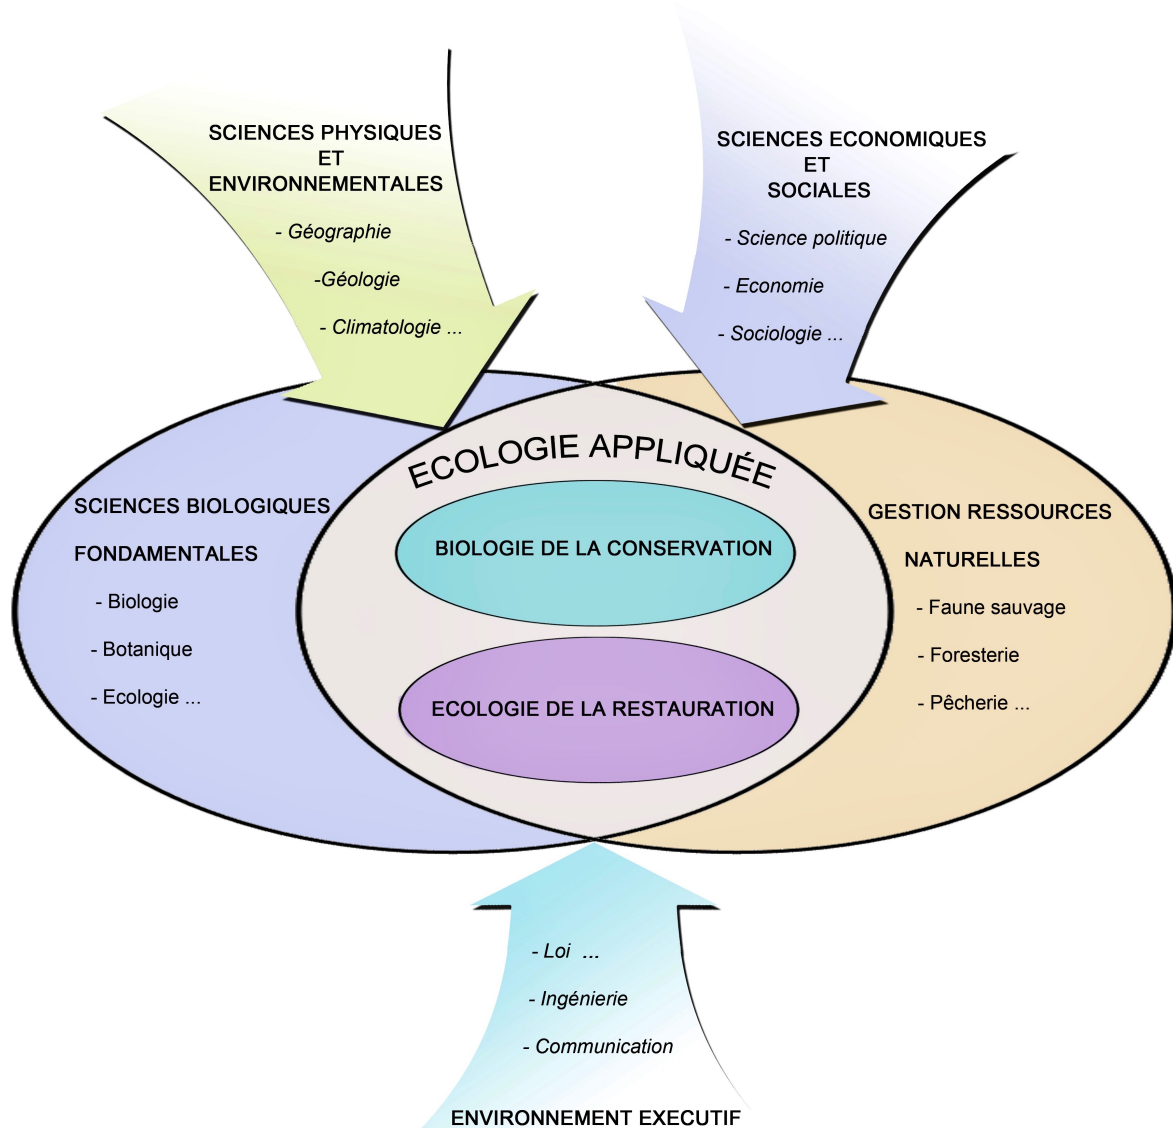 SCIENCES PHYSIQUES
ET
ENVIRONNEMENTALES
- Géographie
-Géologie
- Climatologie ...
SCIENCES ECONOMIQUES
ET
SOCIALES
- Science politique
- Economie
- Sociologie ...
ECOLOGIE APPLIQUÉE
SCIENCES BIOLOGIQUES
FONDAMENTALES
- Biologie
- Botanique
- Ecologie ...
BIOLOGIE DE LA CONSERVATION
ECOLOGIE DE LA RESTAURATION
GESTION RESSOURCES
NATURELLES
- Faune sauvage
- Foresterie
- Pêcherie ...
- Loi ...
- Ingénierie
- Communication
ENVIRONNEMENT EXECUTIF